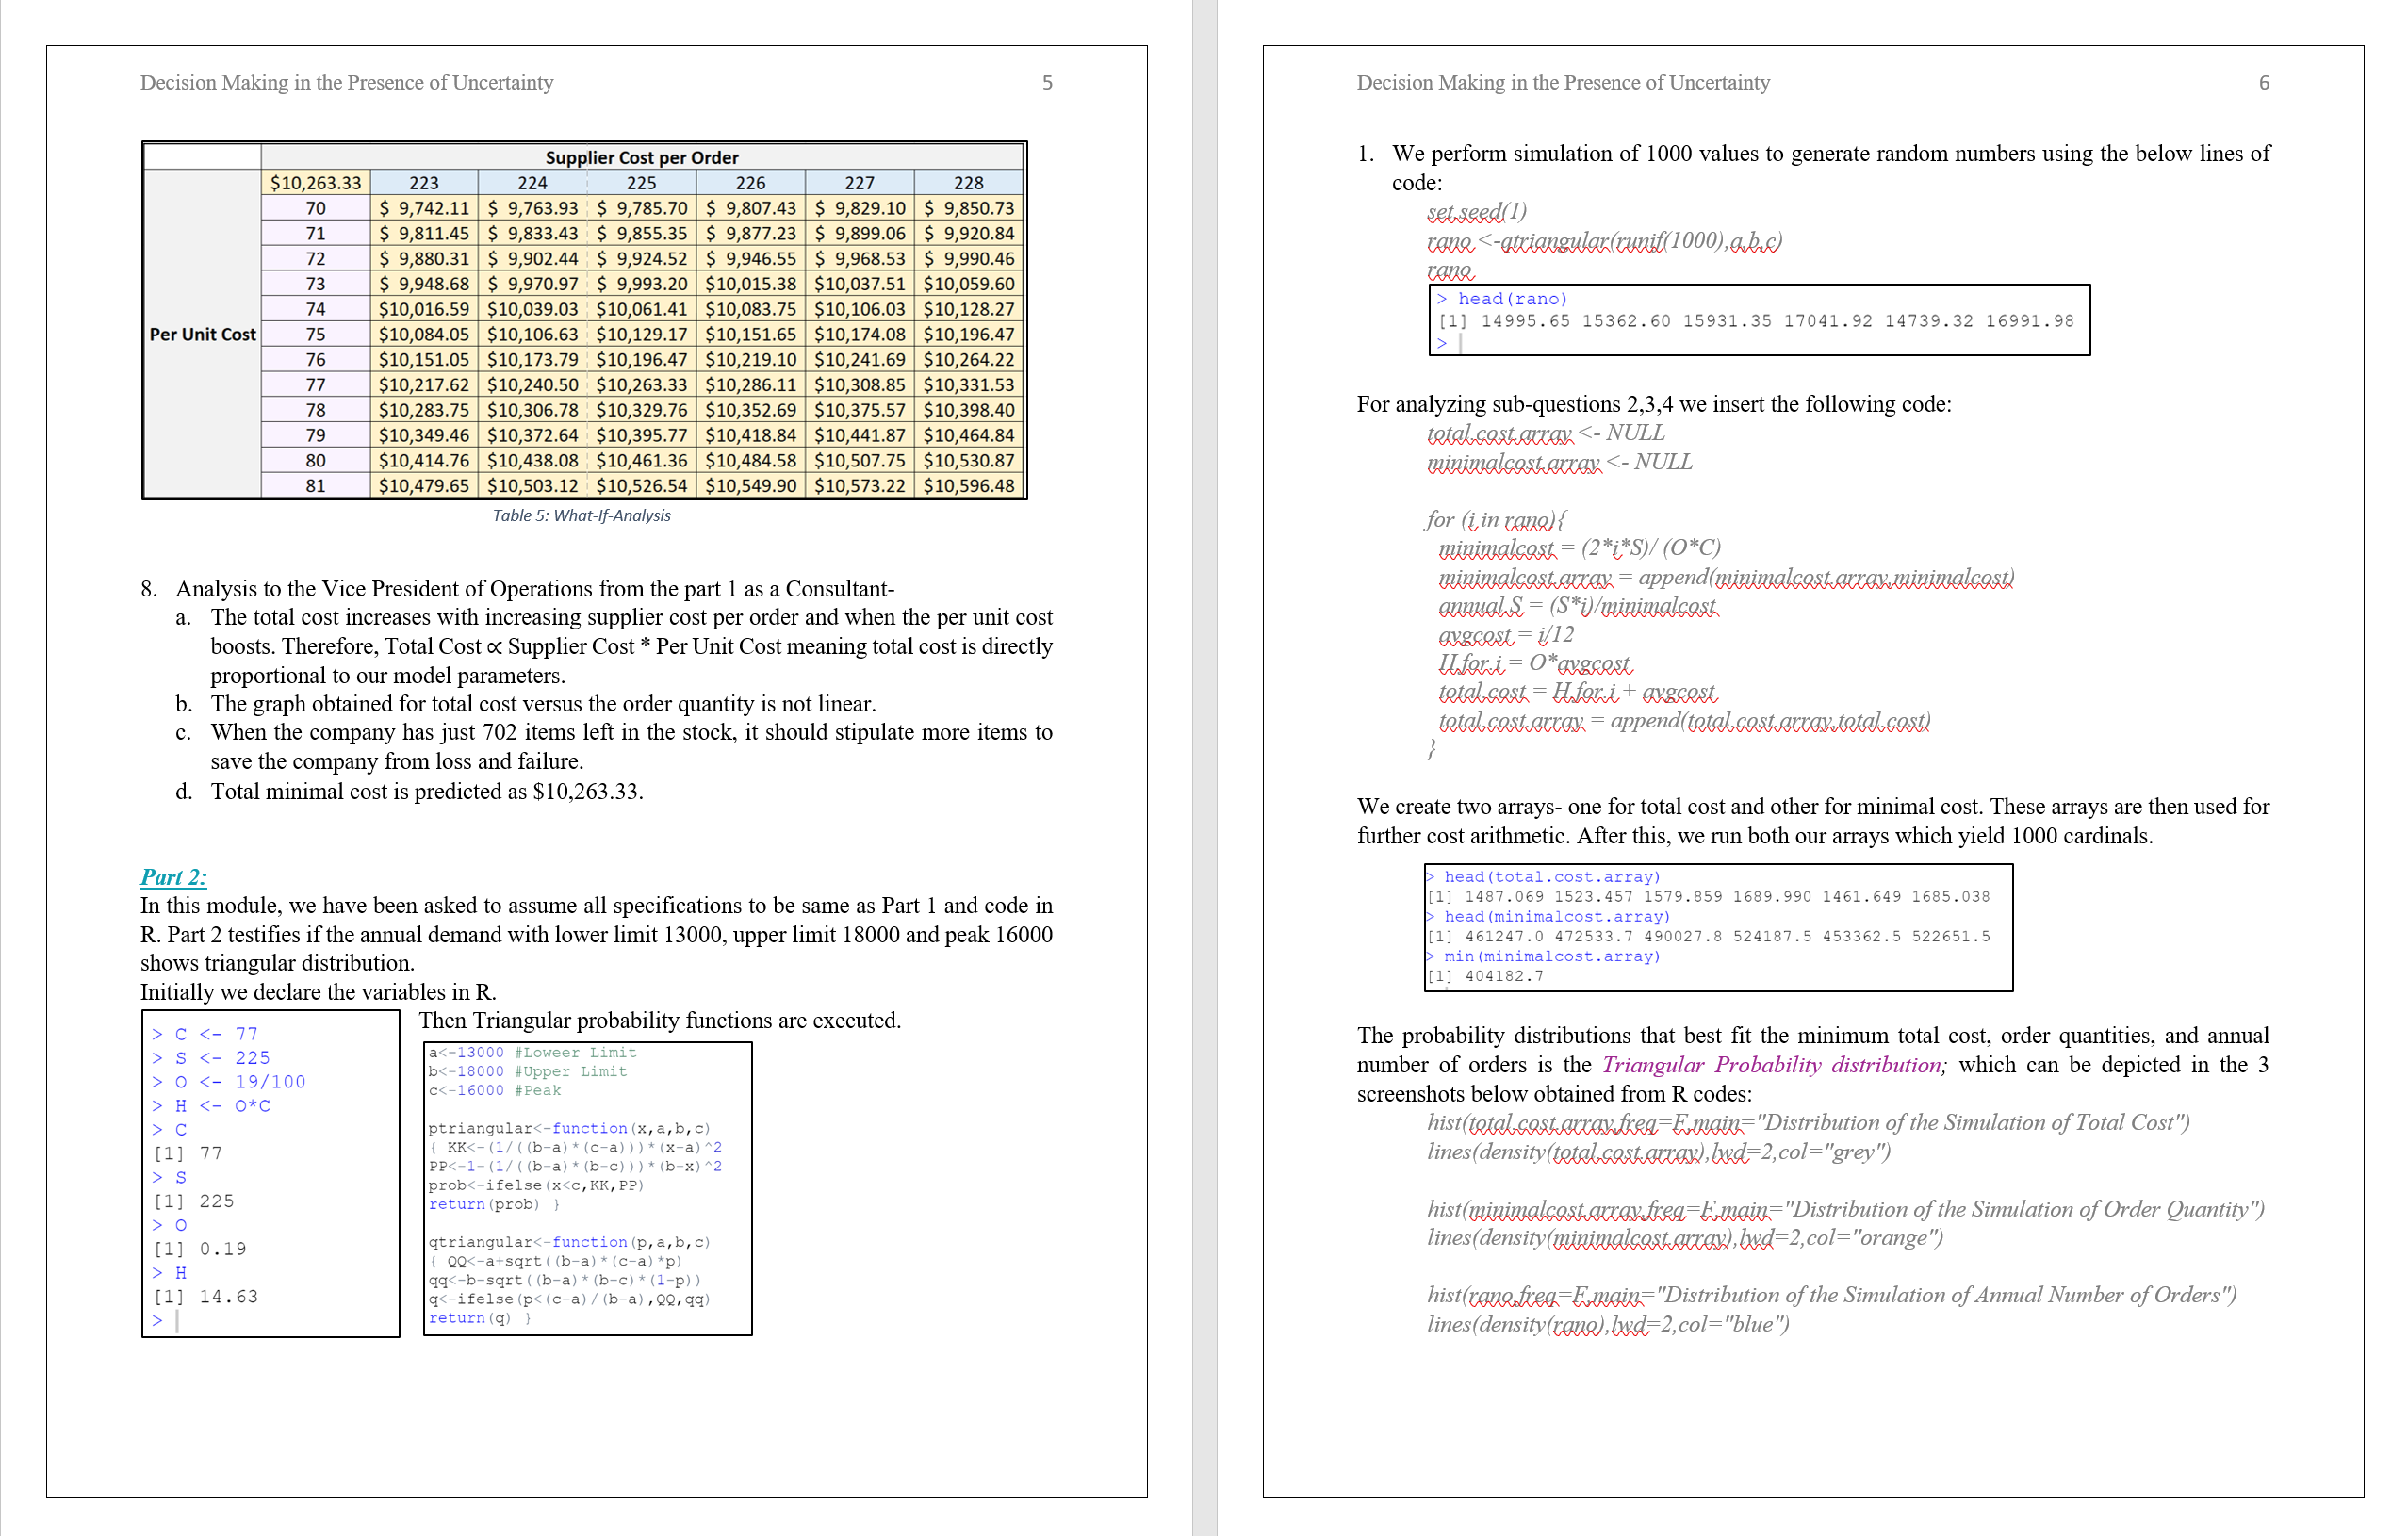 Decision Making in the Presence of Uncertainty 5
Supplier Cost per Order
$10,263.33 223 224 225 226 227 228
70 $ 9,742.11 $ 9,763.93 $ 9,785.70 $ 9,807.43 $ 9,829.10 $ 9,850.73
71 $ 9,811.45 $ 9,833.43 $ 9,855.35 $ 9,877.23 $ 9,899.06 $ 9,920.84
72 $ 9,880.31 $ 9,902.44 $ 9,924.52 $ 9,946.55 $ 9,968.53 $ 9,990.46
73 $ 9,948.68 $ 9,970.97 $ 9,993.20 $10,015.38 $10,037.51 $10,059.60
74 $10,016.59 $10,039.03 $10,061.41 $10,083.75 $10,106.03 $10,128.27
Per Unit Cost 75 $10,084.05 $10,106.63 $10,129.17 $10,151.65 $10,174.08 $10,196.47
76 $10,151.05 $10,173.79 $10,196.47 $10,219.10 $10,241.69 $10,264.22
77 $10,217.62 $10,240.50 $10,263.33 $10,286.11 $10,308.85 $10,331.53
78 $10,283.75 $10,306.78 $10,329.76 $10,352.69 $10,375.57 $10,398.40
79 $10,349.46 $10,372.64 $10,395.77 $10,418.84 $10,441.87 $10,464.84
80 $10,414.76 $10,438.08 $10,461.36 $10,484.58 $10,507.75 $10,530.87
81 $10,479.65 $10,503.12 $10,526.54 $10,549.90 $10,573.22 $10,596.48
Table 5: What-If-Analysis
8. Analysis to the Vice President of Operations from the part 1 as a Consultant-
a. The total cost increases with increasing supplier cost per order and when the per unit cost
boosts. Therefore, Total Cost ∝ Supplier Cost * Per Unit Cost meaning total cost is directly
proportional to our model parameters.
b. The graph obtained for total cost versus the order quantity is not linear.
c. When the company has just 702 items left in the stock, it should stipulate more items to
save the company from loss and failure.
d. Total minimal cost is predicted as $10,263.33.
Part 2:
In this module, we have been asked to assume all specifications to be same as Part 1 and code in
R. Part 2 testifies if the annual demand with lower limit 13000, upper limit 18000 and peak 16000
shows triangular distribution.
Initially we declare the variables in R.
> C <- 77
> S <- 225
> O <- 19/100
> H <- O*C
> C
[1] 77
> S
[1] 225
> O
[1] 0.19
> H
[1] 14.63
>
Then Triangular probability functions are executed.
a<-13000 #Loweer Limit
b<-18000 #Upper Limit
c<-16000 #Peak
ptriangular<-function(x,a,b,c)
{ KK<-(1/((b-a)*(c-a)))*(x-a)^2
PP<-1-(1/((b-a)*(b-c)))*(b-x)^2
prob<-ifelse(x<c,KK,PP)
return(prob) }
qtriangular<-function(p,a,b,c)
{ QQ<-a+sqrt((b-a)*(c-a)*p)
qq<-b-sqrt((b-a)*(b-c)*(1-p))
q<-ifelse(p<(c-a)/(b-a),QQ,qq)
return(q) }
Decision Making in the Presence of Uncertainty 6
1. We perform simulation of 1000 values to generate random numbers using the below lines of
code:
set.seed(1)
rano <-qtriangular(runif(1000),a,b,c)
rano
> head(rano)
[1] 14995.65 15362.60 15931.35 17041.92 14739.32 16991.98
>
For analyzing sub-questions 2,3,4 we insert the following code:
total.cost.array <- NULL
minimalcost.array <- NULL
for (i in rano){
minimalcost = (2*i*S)/ (O*C)
minimalcost.array = append(minimalcost.array,minimalcost)
annual.S = (S*i)/minimalcost
avgcost = i/12
H.for.i = O*avgcost
total.cost = H.for.i + avgcost
total.cost.array = append(total.cost.array,total.cost)
}
We create two arrays- one for total cost and other for minimal cost. These arrays are then used for
further cost arithmetic. After this, we run both our arrays which yield 1000 cardinals.
> head(total.cost.array)
[1] 1487.069 1523.457 1579.859 1689.990 1461.649 1685.038
> head(minimalcost.array)
[1] 461247.0 472533.7 490027.8 524187.5 453362.5 522651.5
> min(minimalcost.array)
[1] 404182.7
The probability distributions that best fit the minimum total cost, order quantities, and annual
number of orders is the Triangular Probability distribution; which can be depicted in the 3
screenshots below obtained from R codes:
hist(total.cost.array,freq=F,main="Distribution of the Simulation of Total Cost")
lines(density(total.cost.array),lwd=2,col="grey")
hist(minimalcost.array,freq=F,main="Distribution of the Simulation of Order Quantity")
lines(density(minimalcost.array),lwd=2,col="orange")
hist(rano,freq=F,main="Distribution of the Simulation of Annual Number of Orders")
lines(density(rano),lwd=2,col="blue")